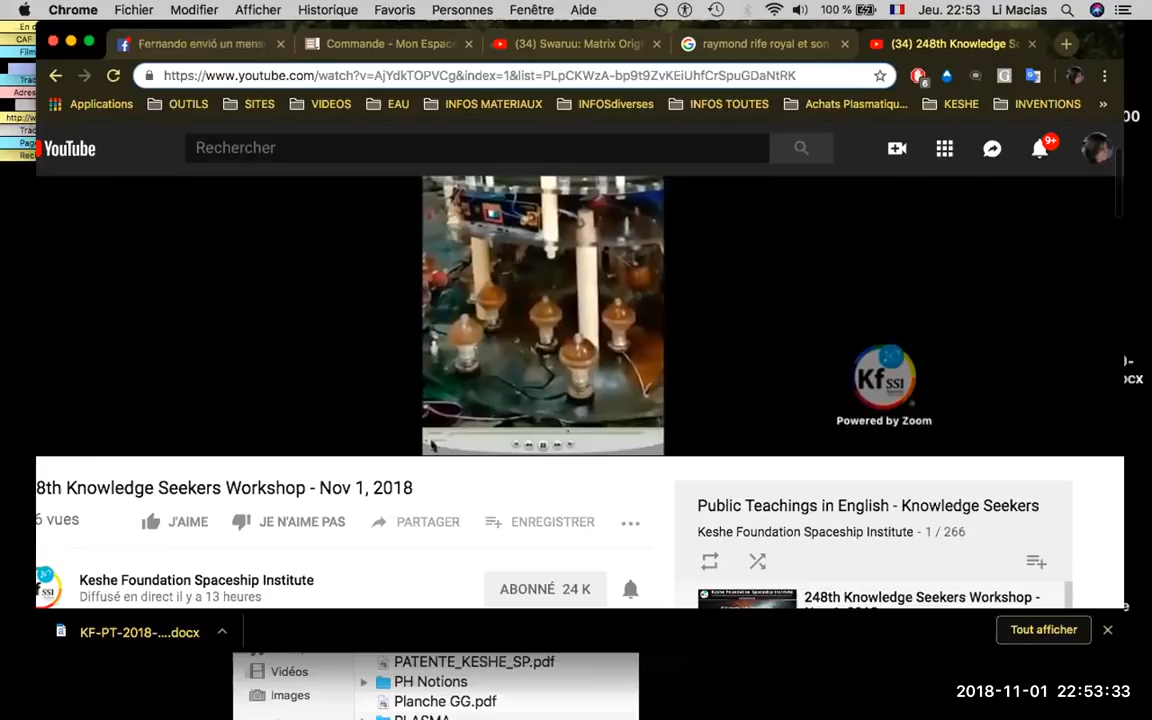 Chrome Fichier Modifier Afficher Historique Favoris Personnes Fenêtre Aide 100 % Jeu. 22:53 Li Macias
Fernando envió un mens
Commande - Mon Espac
(34) Swaruu: Matrix Orig
raymond rife royal et son
(34) 248th Knowledge Se
https://www.youtube.com/watch?v=AjYdkTOPVCg&index=1&list=PLpCKWzA-bp9t9ZvKEiUhfCrSpuGDaNtRK
6
Applications OUTILS SITES VIDEOS EAU INFOS MATERIAUX INFOSdiverses INFOS TOUTES Achats Plasmatiqu... KESHE INVENTIONS »
YouTube
Rechercher
9+
Kf SSI
Powered by Zoom
8th Knowledge Seekers Workshop - Nov 1, 2018
6 vues
J'AIME JE N'AIME PAS PARTAGER ENREGISTRER
Keshe Foundation Spaceship Institute
Diffusé en direct il y a 13 heures
ABONNÉ 24 K
Public Teachings in English - Knowledge Seekers
Keshe Foundation Spaceship Institute - 1 / 266
248th Knowledge Seekers Workshop -
KF-PT-2018-....docx
Tout afficher
Vidéos
Images
PATENTE_KESHE_SP.pdf
PH Notions
Planche GG.pdf
PLASMA
2018-11-01 22:53:33